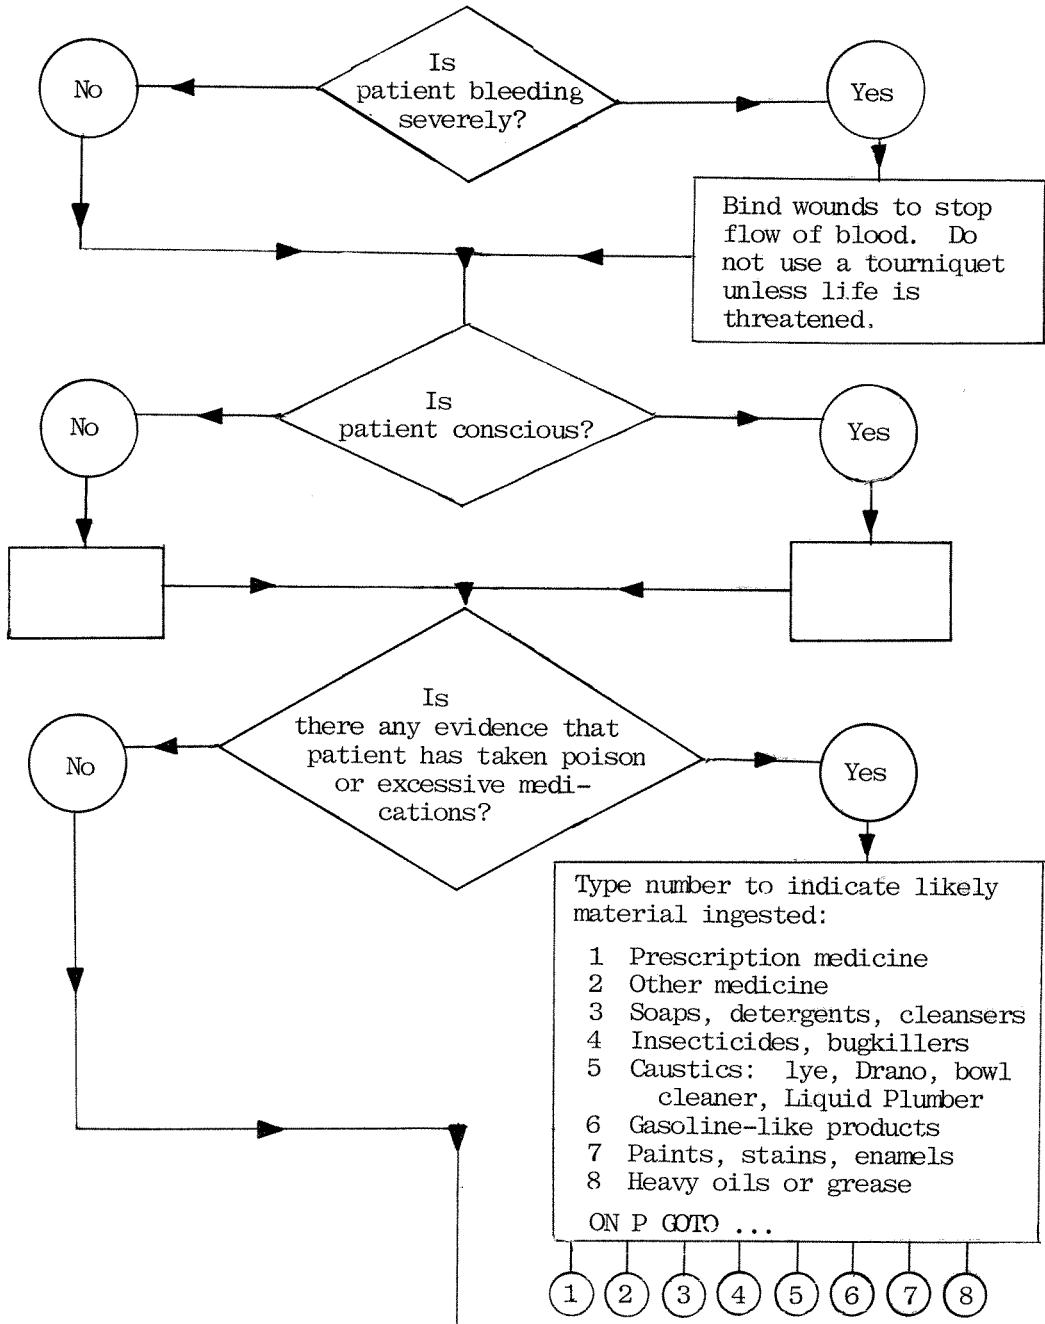 Is
patient bleeding
severely?
No
Yes
Bind wounds to stop
flow of blood. Do
not use a tourniquet
unless life is
threatened.
Is
patient conscious?
No
Yes
Is
there any evidence that
patient has taken poison
or excessive medi-
cations?
No
Yes
Type number to indicate likely
material ingested:
1 Prescription medicine
2 Other medicine
3 Soaps, detergents, cleansers
4 Insecticides, bugkillers
5 Caustics: lye, Drano, bowl
cleaner, Liquid Plumber
6 Gasoline-like products
7 Paints, stains, enamels
8 Heavy oils or grease
ON P GOTO ...
1 2 3 4 5 6 7 8